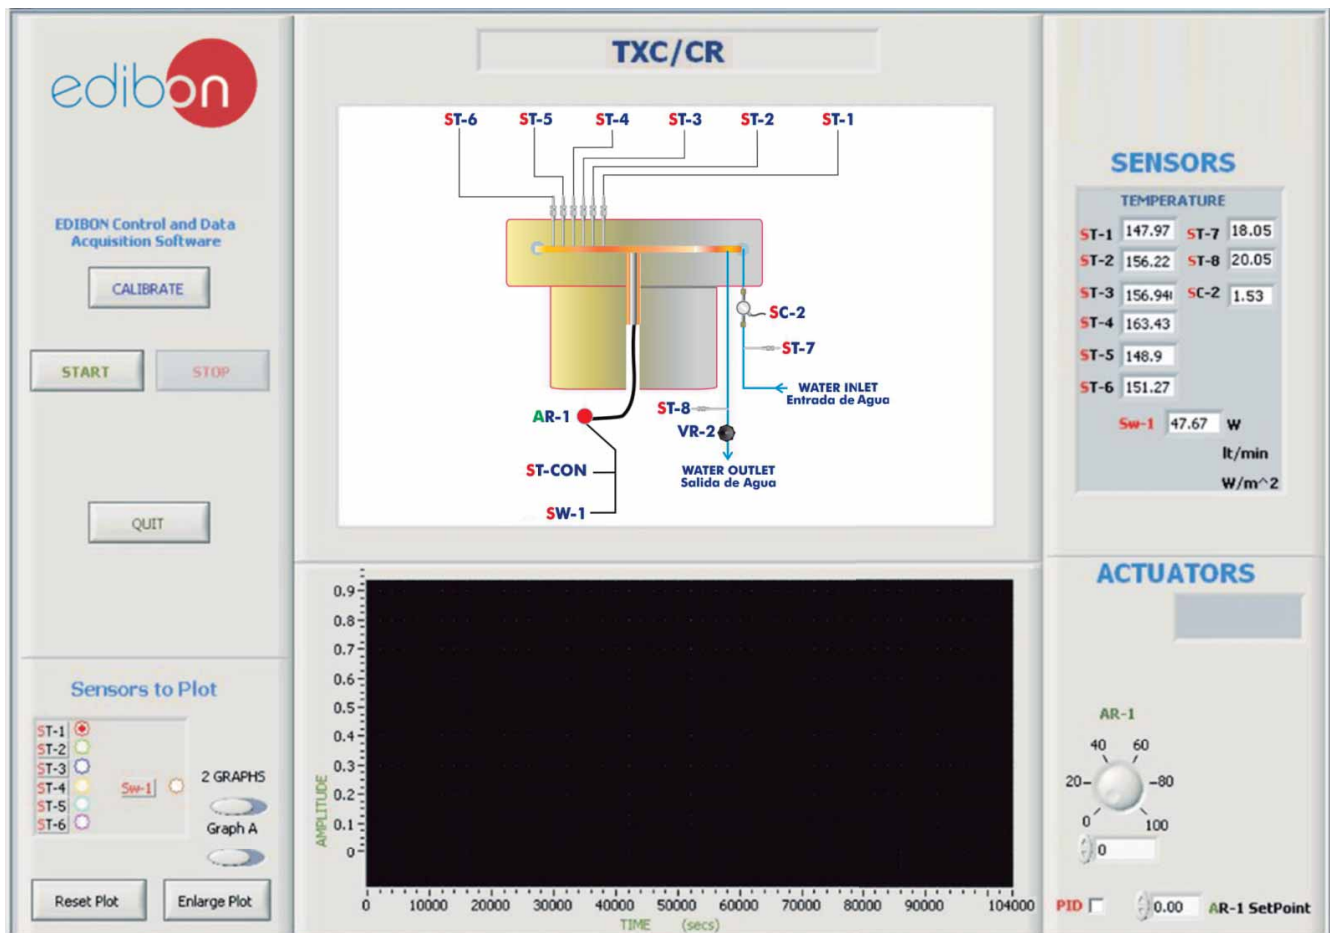 edibon
EDIBON Control and Data
Acquisition Software
CALIBRATE
START STOP
QUIT
Sensors to Plot
ST-1
ST-2
ST-3
ST-4
ST-5
ST-6
Sw-1
2 GRAPHS
Graph A
Reset Plot Enlarge Plot
TXC/CR
ST-6 ST-5 ST-4 ST-3 ST-2 ST-1
SC-2
ST-7
WATER INLET
Entrada de Agua
AR-1
ST-8
VR-2
ST-CON
WATER OUTLET
Salida de Agua
SW-1
AMPLITUDE
0.9
0.8
0.7
0.6
0.5
0.4
0.3
0.2
0.1
0
0 10000 20000 30000 40000 50000 60000 70000 80000 90000 104000
TIME (secs)
SENSORS
TEMPERATURE
ST-1 147.97 ST-7 18.05
ST-2 156.22 ST-8 20.05
ST-3 156.94 SC-2 1.53
ST-4 163.43
ST-5 148.9
ST-6 151.27
Sw-1 47.67 W
lt/min
W/m^2
ACTUATORS
AR-1
40 60
20 80
0 100
0
PID 0.00 AR-1 SetPoint